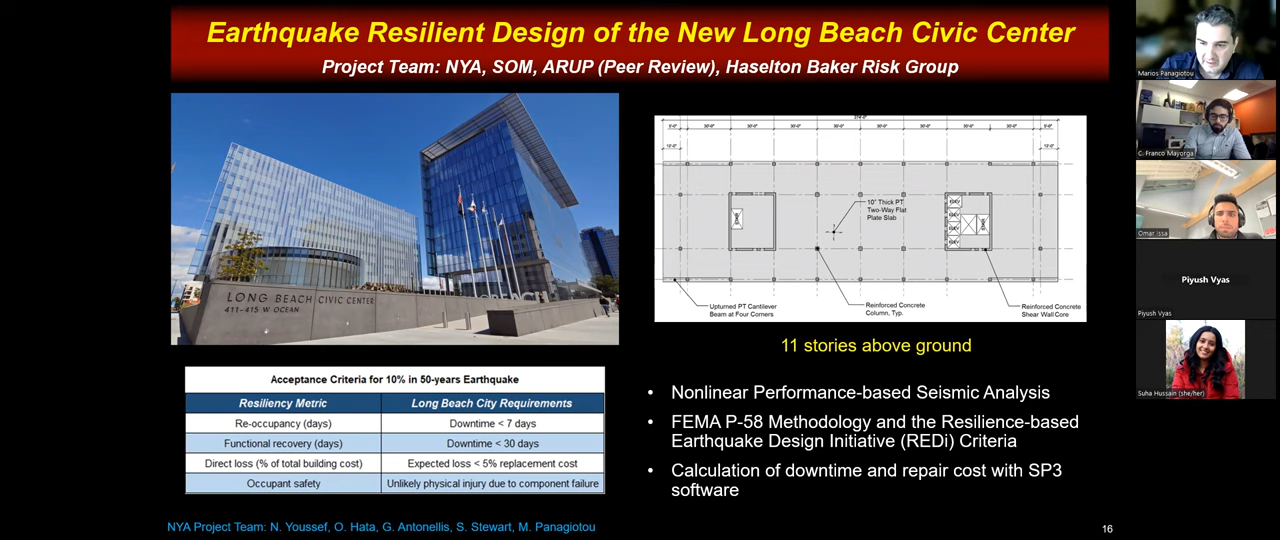 Earthquake Resilient Design of the New Long Beach Civic Center
Project Team: NYA, SOM, ARUP (Peer Review), Haselton Baker Risk Group
LONG BEACH CIVIC CENTER
411-415 W OCEAN
10" Thick PT
Two-Way Flat
Plate Slab
Upturned PT Cantilever
Beam at Four Corners
Reinforced Concrete
Column, Typ.
Reinforced Concrete
Shear Wall Core
11 stories above ground
Acceptance Criteria for 10% in 50-years Earthquake
Resiliency Metric Long Beach City Requirements
Re-occupancy (days) Downtime < 7 days
Functional recovery (days) Downtime < 30 days
Direct loss (% of total building cost) Expected loss < 5% replacement cost
Occupant safety Unlikely physical injury due to component failure
• Nonlinear Performance-based Seismic Analysis
• FEMA P-58 Methodology and the Resilience-based
Earthquake Design Initiative (REDi) Criteria
• Calculation of downtime and repair cost with SP3
software
NYA Project Team: N. Youssef, O. Hata, G. Antonellis, S. Stewart, M. Panagiotou
16
Marios Panagiotou
C. Franco Mayorga
Omar Issa
Piyush Vyas
Piyush Vyas
Suha Hussain (she/her)